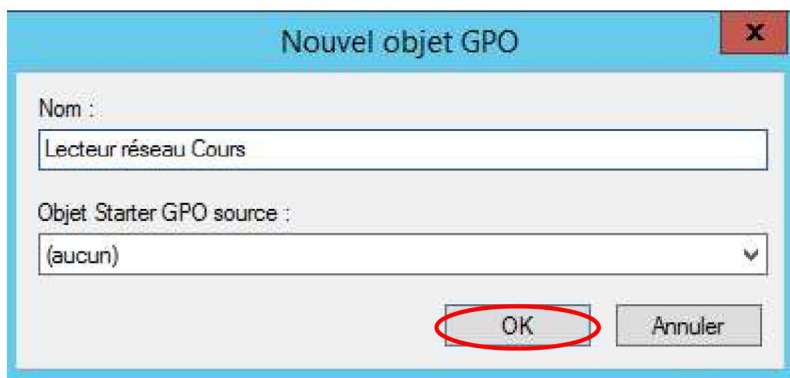 Nouvel objet GPO
x
Nom :
Lecteur réseau Cours
Objet Starter GPO source :
(aucun)
OK
Annuler